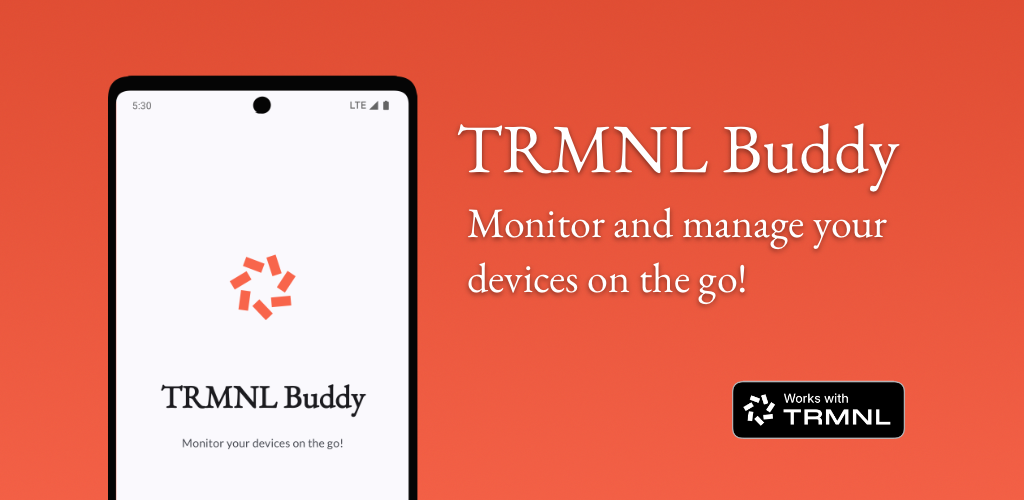 5:30
LTE
TRMNL Buddy
Monitor your devices on the go!
TRMNL Buddy
Monitor and manage your
devices on the go!
Works with
TRMNL